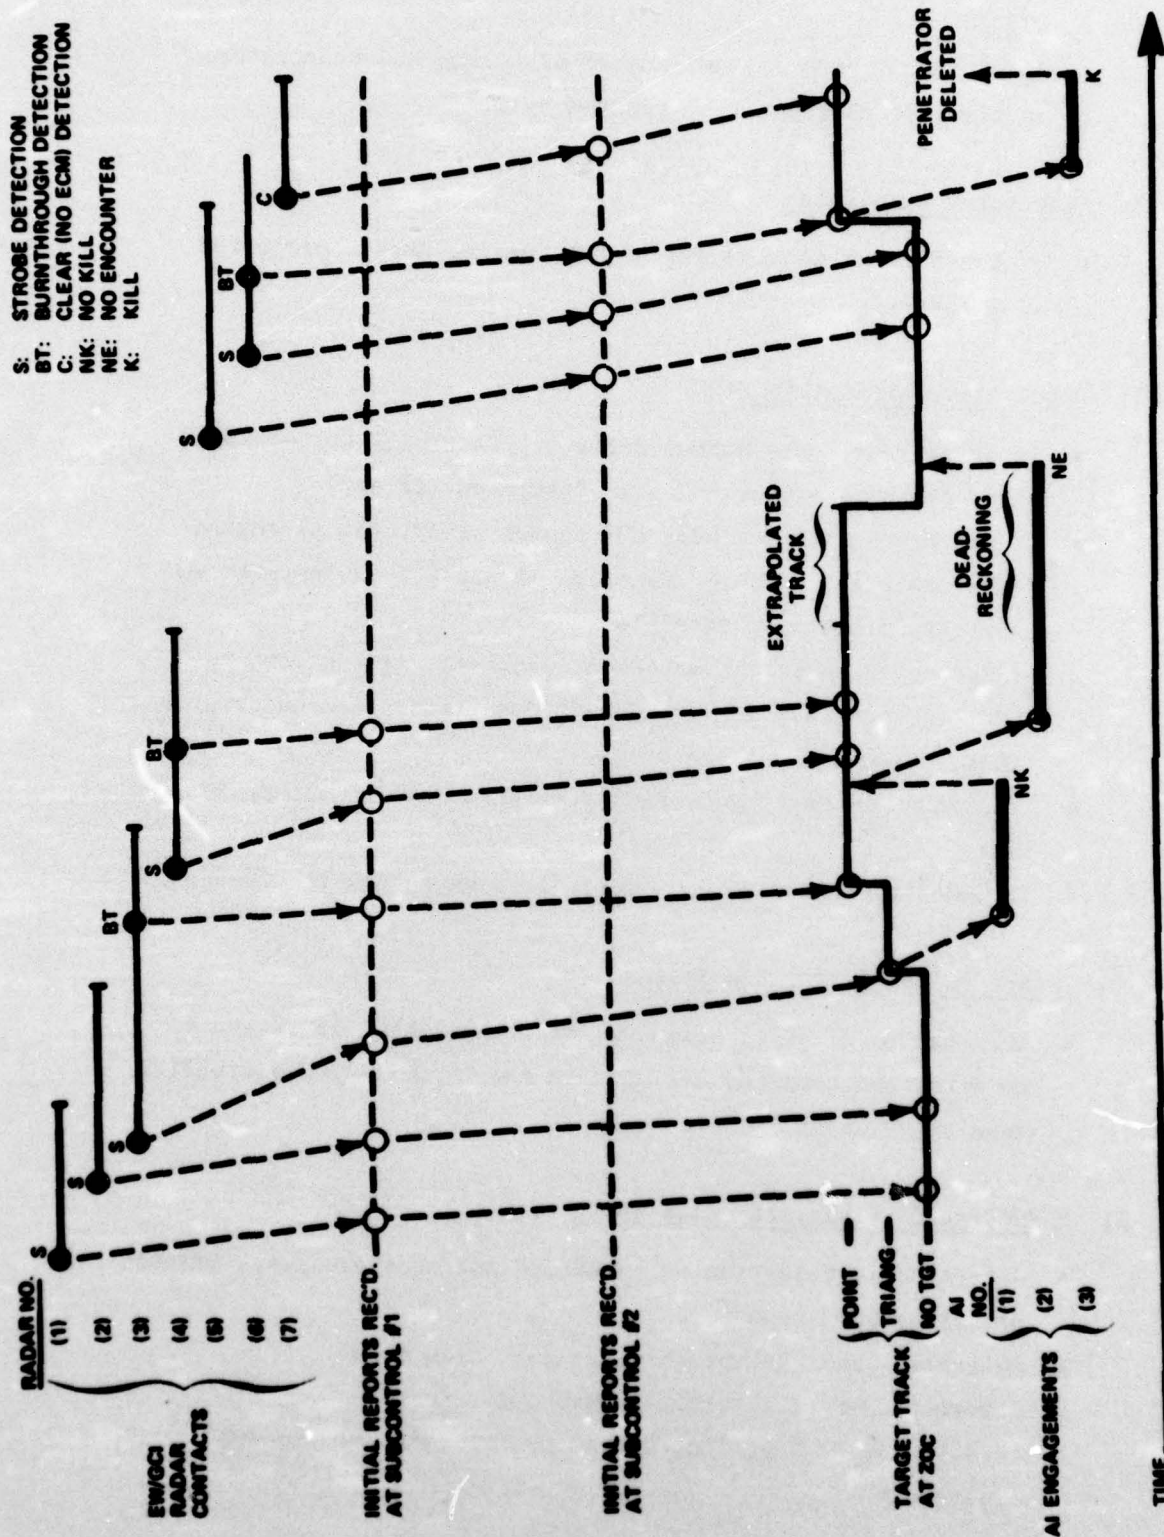 S: STROBE DETECTION
BT: BURNTHROUGH DETECTION
C: CLEAR (NO ECM) DETECTION
NK: NO KILL
NE: NO ENCOUNTER
K: KILL
RADAR NO.
(1)
(2)
(3)
(4)
(5)
(6)
(7)
EW/GCI
RADAR
CONTACTS
S
S
S
BT
S
BT
S
S
BT
C
INITIAL REPORTS REC'D.
AT SUBCONTROL #1
INITIAL REPORTS REC'D.
AT SUBCONTROL #2
TARGET TRACK
AT ZOC
POINT
TRIANG
NO TGT
EXTRAPOLATED
TRACK
PENETRATOR
DELETED
AI
NO.
(1)
(2)
(3)
AI ENGAGEMENTS
NK
DEAD-
RECKONING
NE
K
TIME